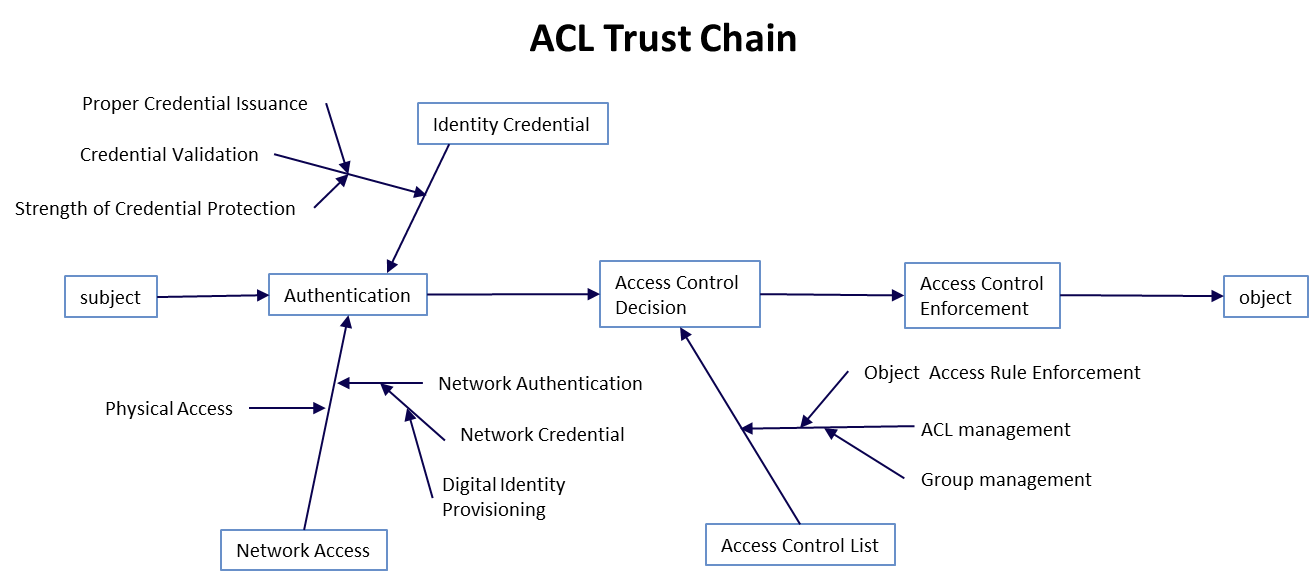 ACL Trust Chain
Proper Credential Issuance
Identity Credential
Credential Validation
Strength of Credential Protection
subject
Authentication
Access Control
Decision
Access Control
Enforcement
object
Physical Access
Network Authentication
Network Credential
Digital Identity
Provisioning
Object Access Rule Enforcement
ACL management
Group management
Network Access
Access Control List